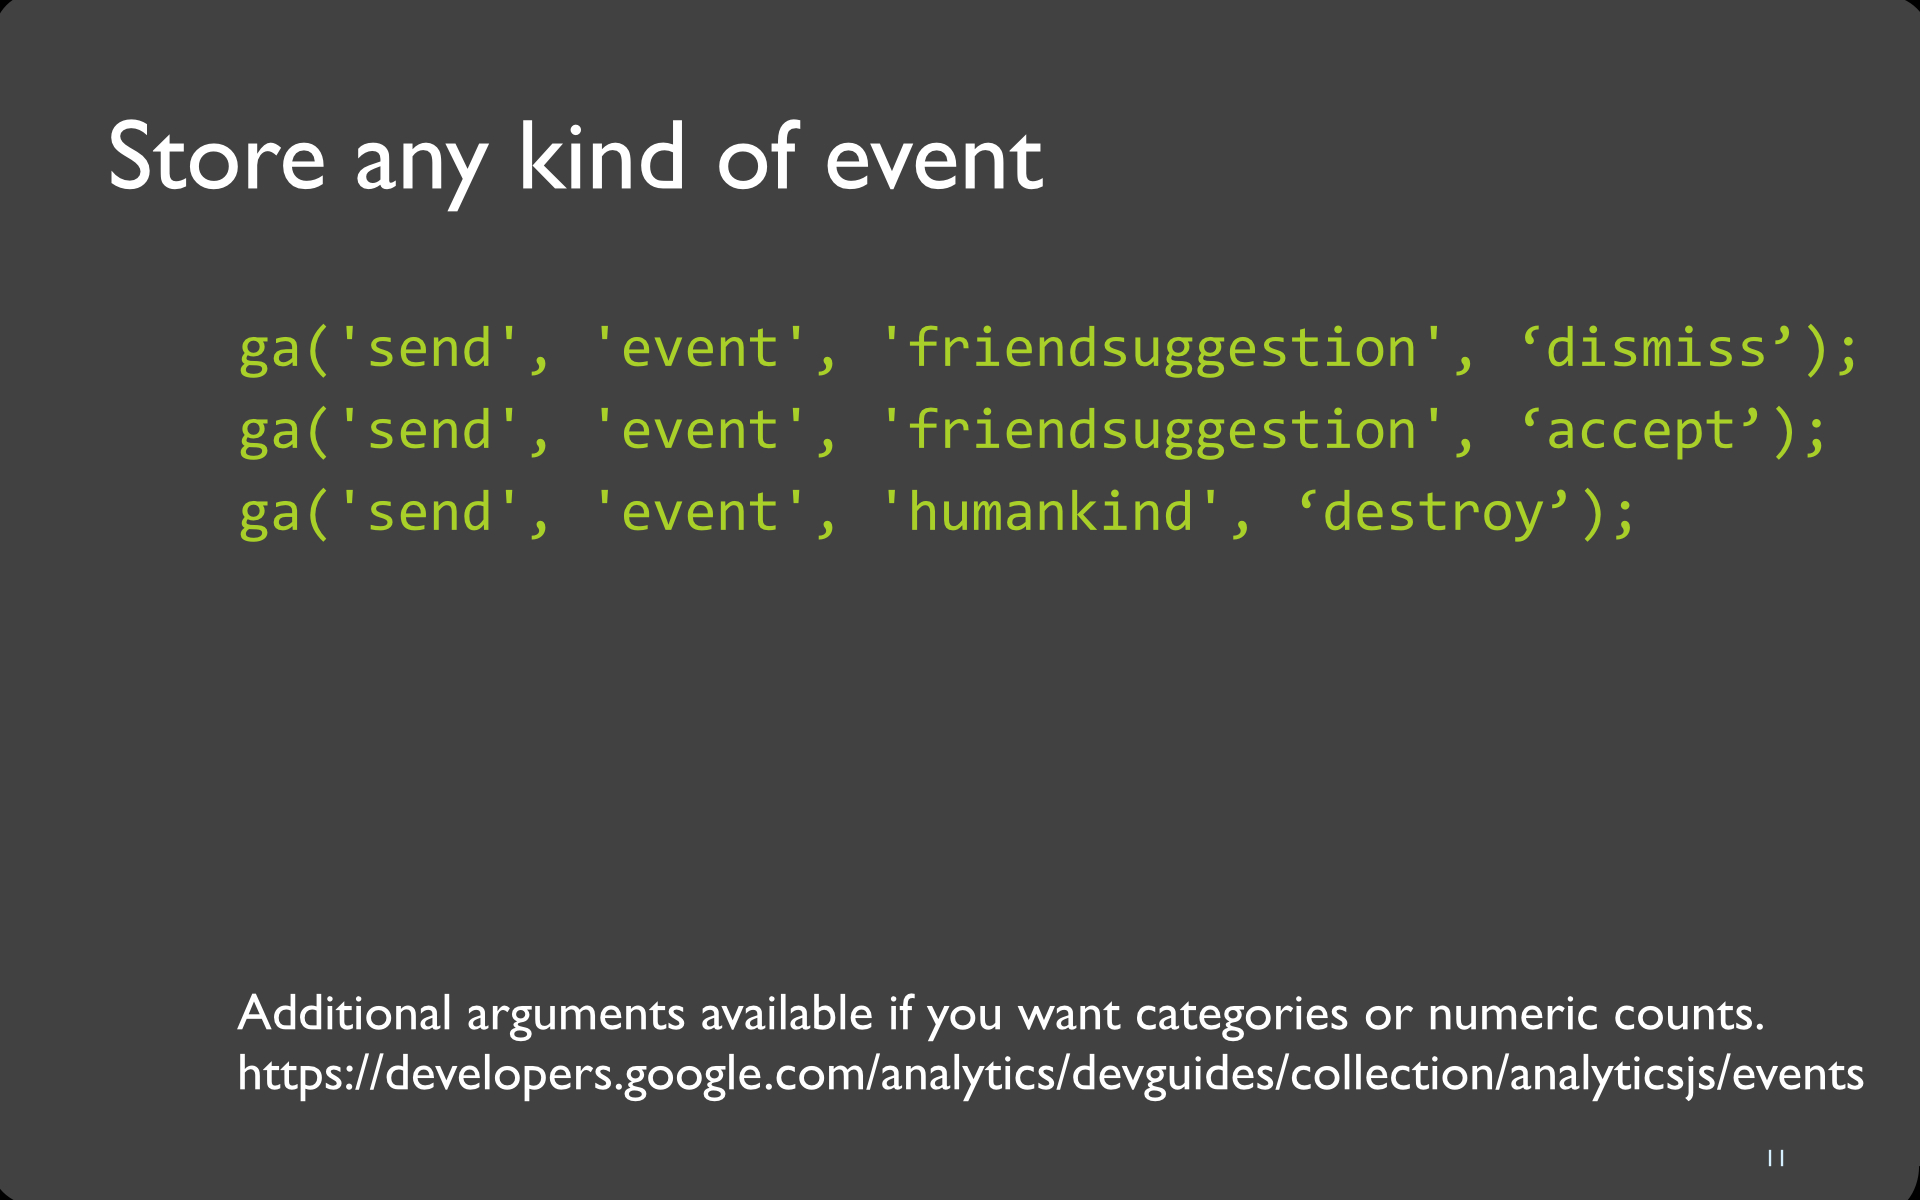 Store any kind of event
ga('send', 'event', 'friendsuggestion', ‘dismiss’);
ga('send', 'event', 'friendsuggestion', ‘accept’);
ga('send', 'event', 'humankind', ‘destroy’);
Additional arguments available if you want categories or numeric counts.
https://developers.google.com/analytics/devguides/collection/analyticsjs/events
11